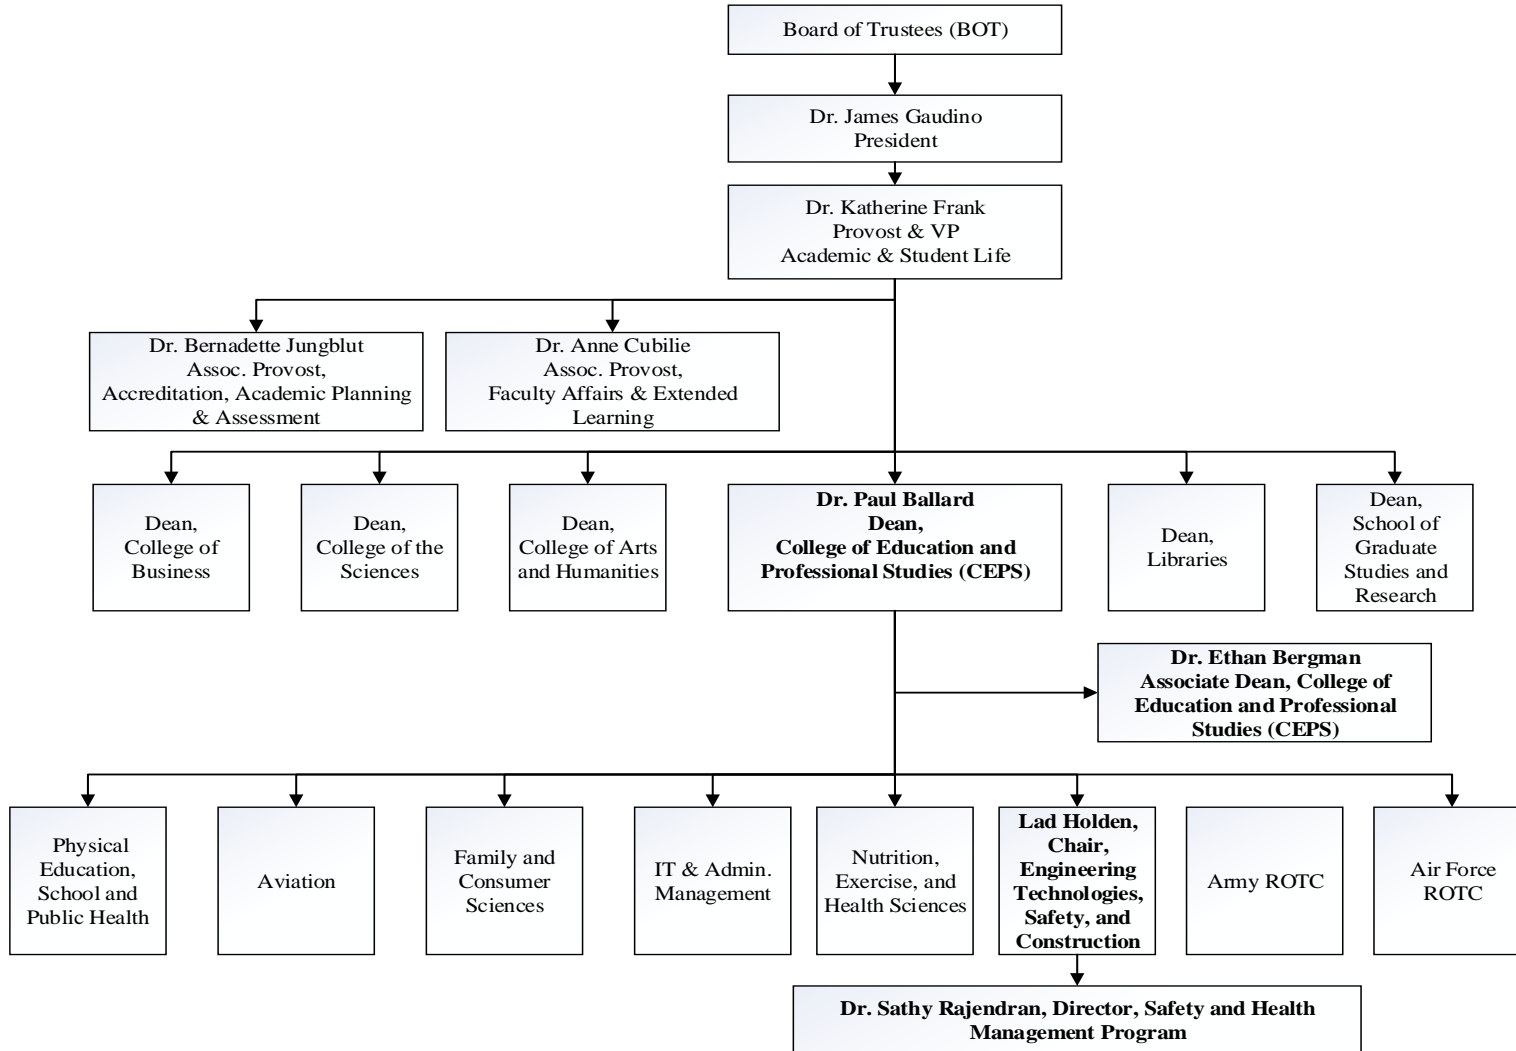 Board of Trustees (BOT)
Dr. James Gaudino
President
Dr. Katherine Frank
Provost & VP
Academic & Student Life
Dr. Bernadette Jungblut
Assoc. Provost,
Accreditation, Academic Planning
& Assessment
Dr. Anne Cubilie
Assoc. Provost,
Faculty Affairs & Extended
Learning
Dean,
College of
Business
Dean,
College of the
Sciences
Dean,
College of Arts
and Humanities
Dr. Paul Ballard
Dean,
College of Education and
Professional Studies (CEPS)
Dean,
Libraries
Dean,
School of
Graduate
Studies and
Research
Dr. Ethan Bergman
Associate Dean, College of
Education and Professional
Studies (CEPS)
Physical
Education,
School and
Public Health
Aviation
Family and
Consumer
Sciences
IT & Admin.
Management
Nutrition,
Exercise, and
Health Sciences
Lad Holden,
Chair,
Engineering
Technologies,
Safety, and
Construction
Army ROTC
Air Force
ROTC
Dr. Sathy Rajendran, Director, Safety and Health
Management Program